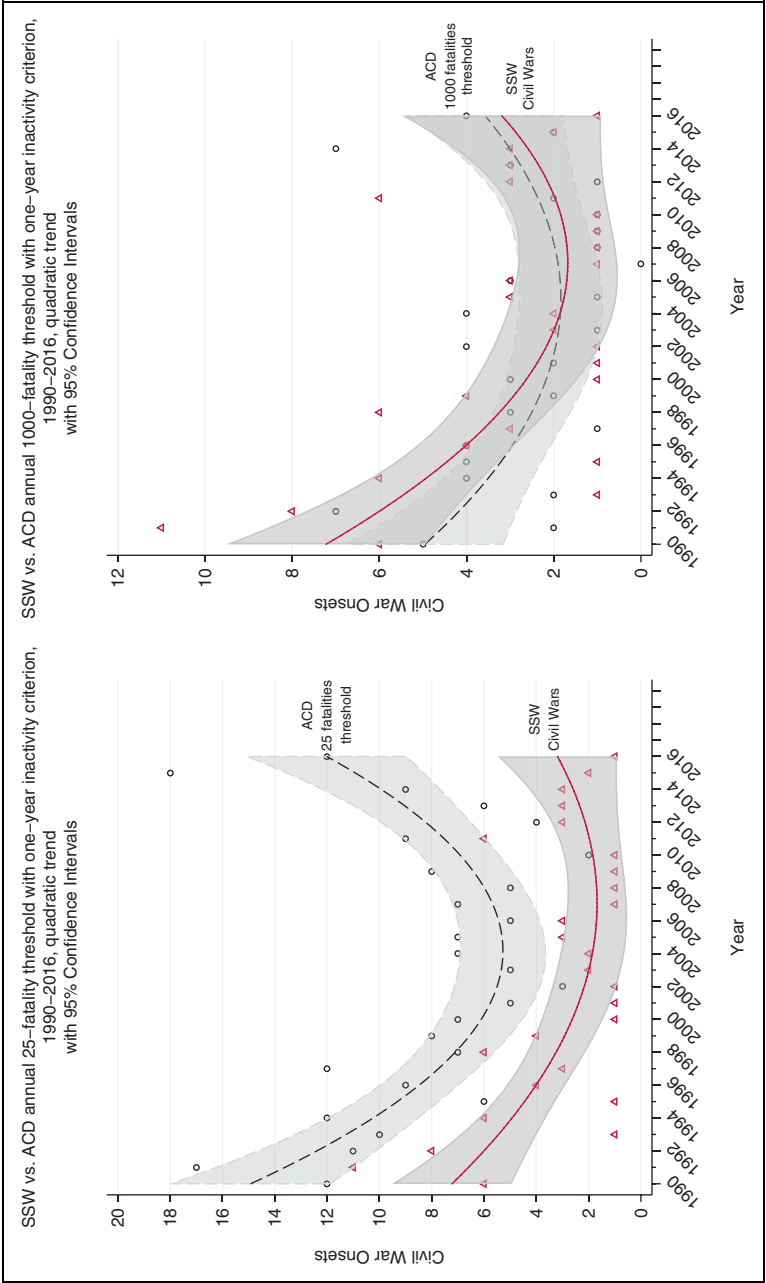 SSW vs. ACD annual 25−fatality threshold with one−year inactivity criterion,
1990−2016, quadratic trend
with 95% Confidence Intervals
20
18
16
14
12
10
8
6
4
2
0
Civil War Onsets
ACD
25 fatalities
threshold
SSW
Civil Wars
1990
1992
1994
1996
1998
2000
2002
2004
2006
2008
2010
2012
2014
2016
Year
SSW vs. ACD annual 1000−fatality threshold with one−year inactivity criterion,
1990−2016, quadratic trend
with 95% Confidence Intervals
12
10
8
6
4
2
0
Civil War Onsets
ACD
1000 fatalities
threshold
SSW
Civil Wars
1990
1992
1994
1996
1998
2000
2002
2004
2006
2008
2010
2012
2014
2016
Year